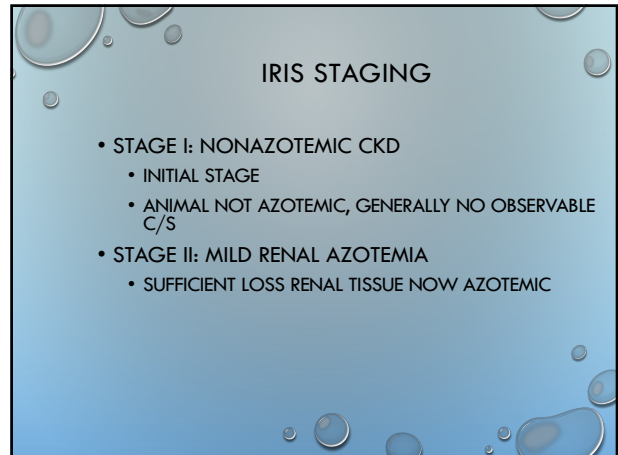 IRIS STAGING
• STAGE I: NONAZOTEMIC CKD
• INITIAL STAGE
• ANIMAL NOT AZOTEMIC, GENERALLY NO OBSERVABLE
C/S
• STAGE II: MILD RENAL AZOTEMIA
• SUFFICIENT LOSS RENAL TISSUE NOW AZOTEMIC